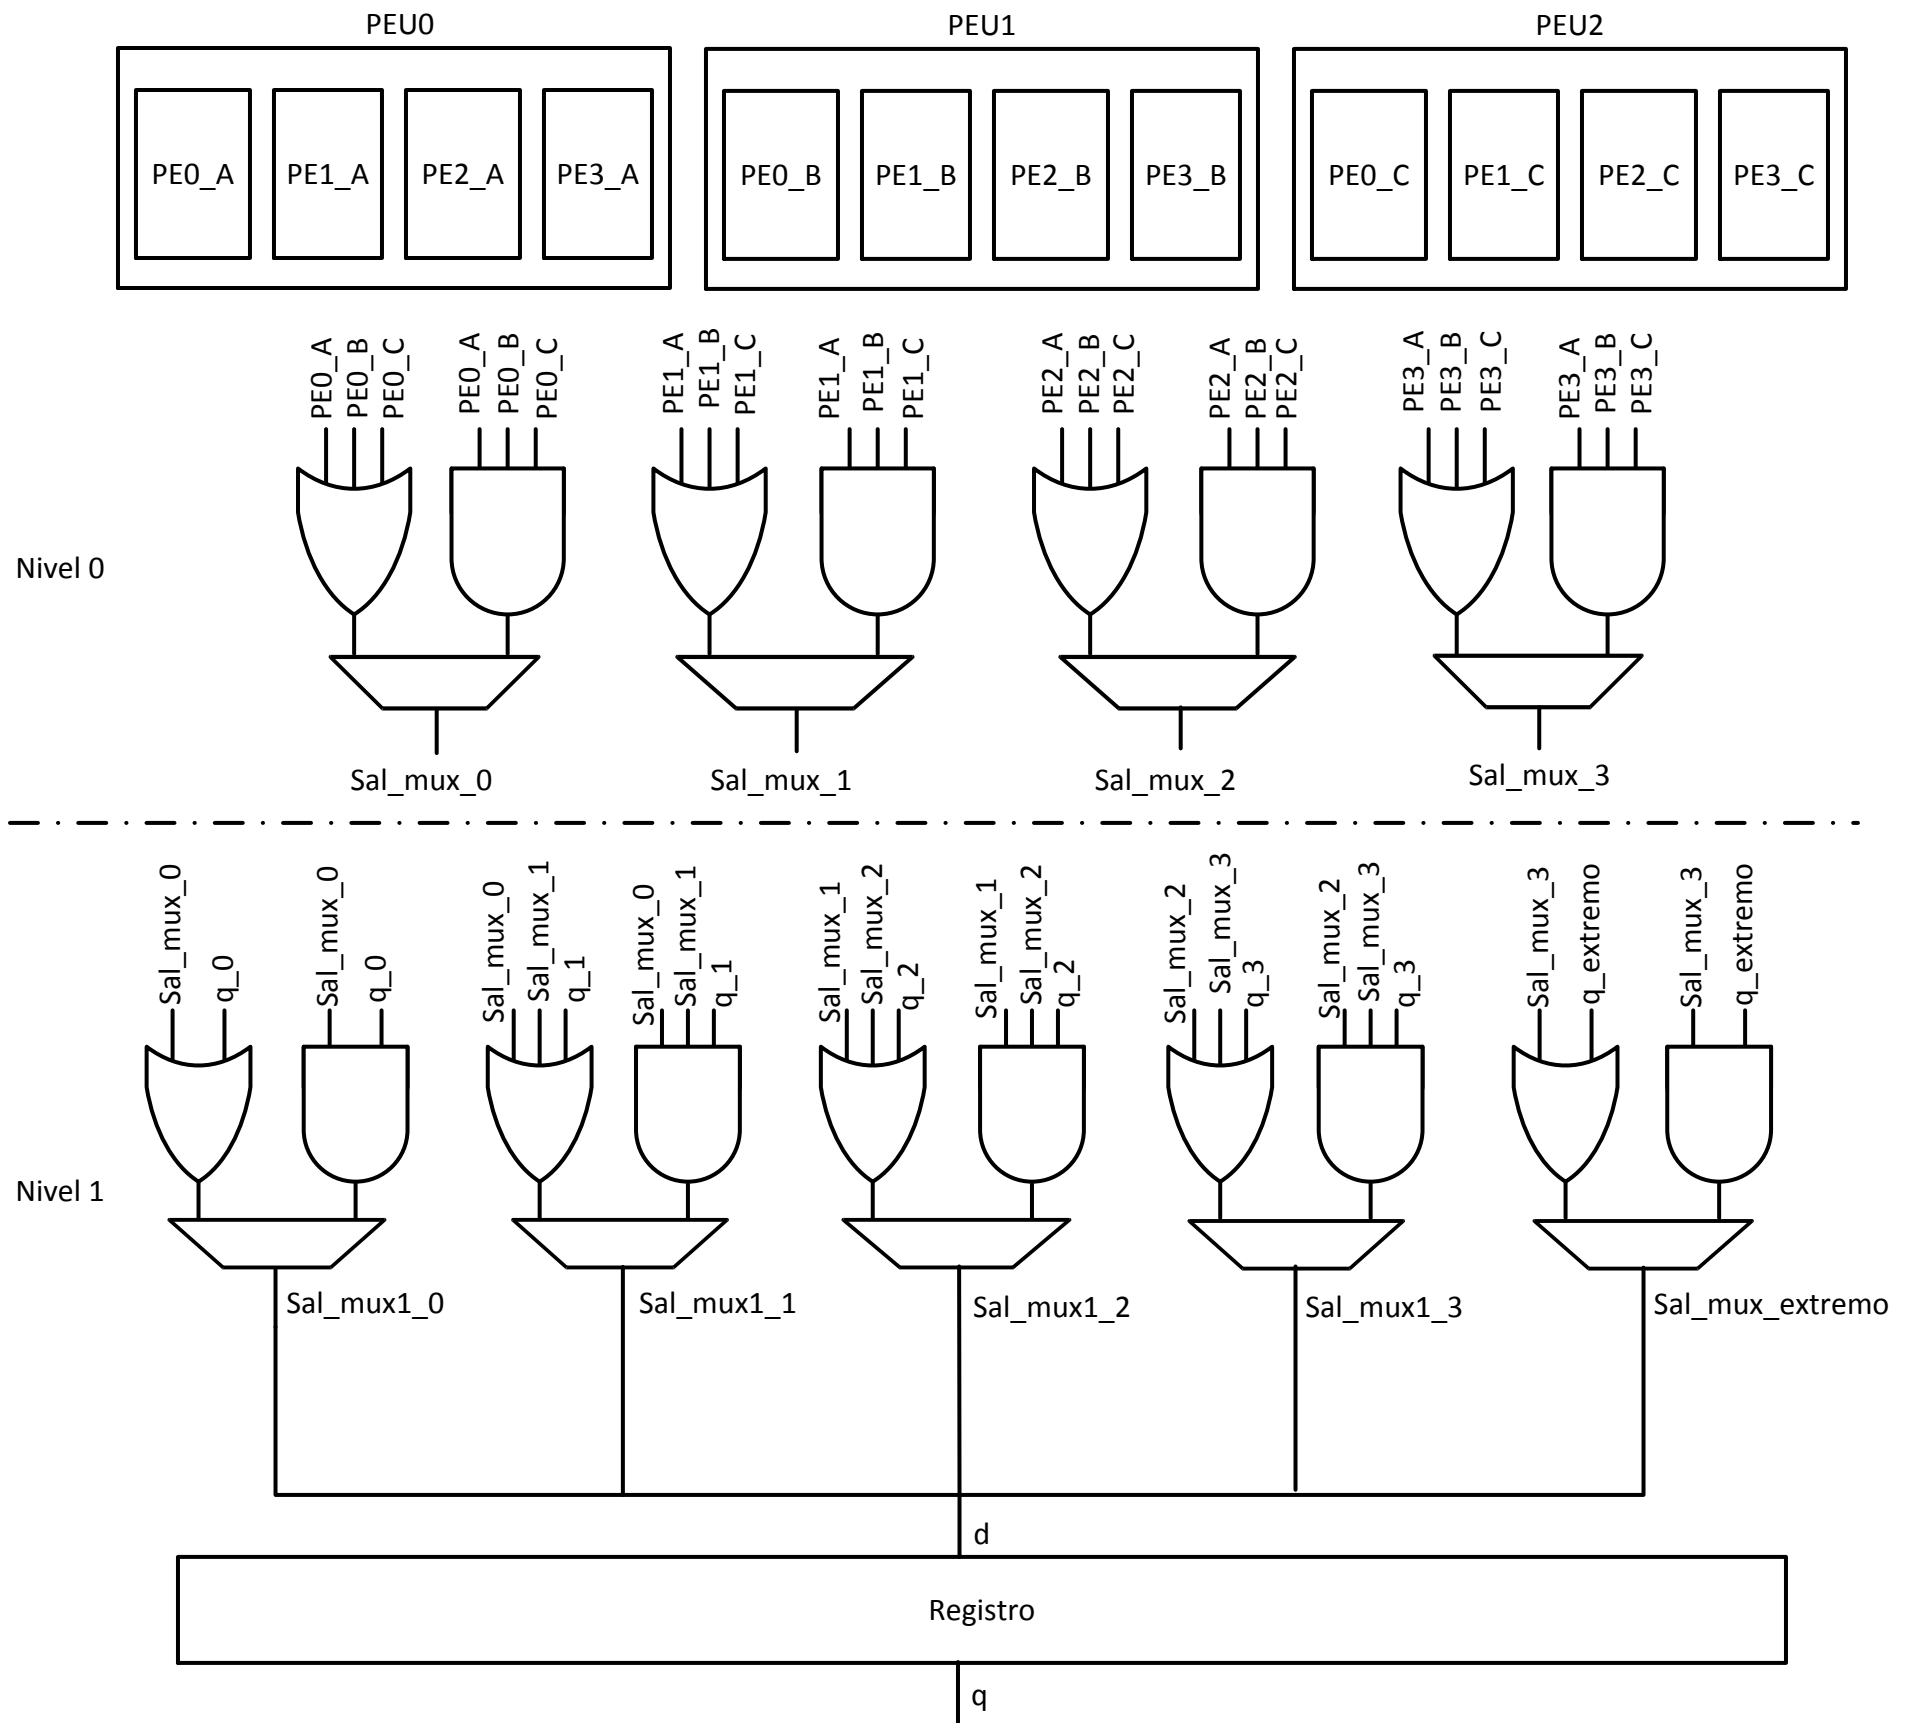 PEU0
PEU1
PEU2
PE0_A
PE1_A
PE2_A
PE3_A
PE0_B
PE1_B
PE2_B
PE3_B
PE0_C
PE1_C
PE2_C
PE3_C
PE0_A
PE0_B
PE0_C
PE0_A
PE0_B
PE0_C
PE1_A
PE1_B
PE1_C
PE1_A
PE1_B
PE1_C
PE2_A
PE2_B
PE2_C
PE2_A
PE2_B
PE2_C
PE3_A
PE3_B
PE3_C
PE3_A
PE3_B
PE3_C
Nivel 0
Sal_mux_0
Sal_mux_1
Sal_mux_2
Sal_mux_3
Sal_mux_0
q_0
Sal_mux_0
q_0
Sal_mux_0
Sal_mux_1
q_1
Sal_mux_0
Sal_mux_1
q_1
Sal_mux_1
Sal_mux_2
q_2
Sal_mux_1
Sal_mux_2
q_2
Sal_mux_2
Sal_mux_3
q_3
Sal_mux_2
Sal_mux_3
q_3
Sal_mux_3
q_extremo
Sal_mux_3
q_extremo
Nivel 1
Sal_mux1_0
Sal_mux1_1
Sal_mux1_2
Sal_mux1_3
Sal_mux_extremo
d
Registro
q